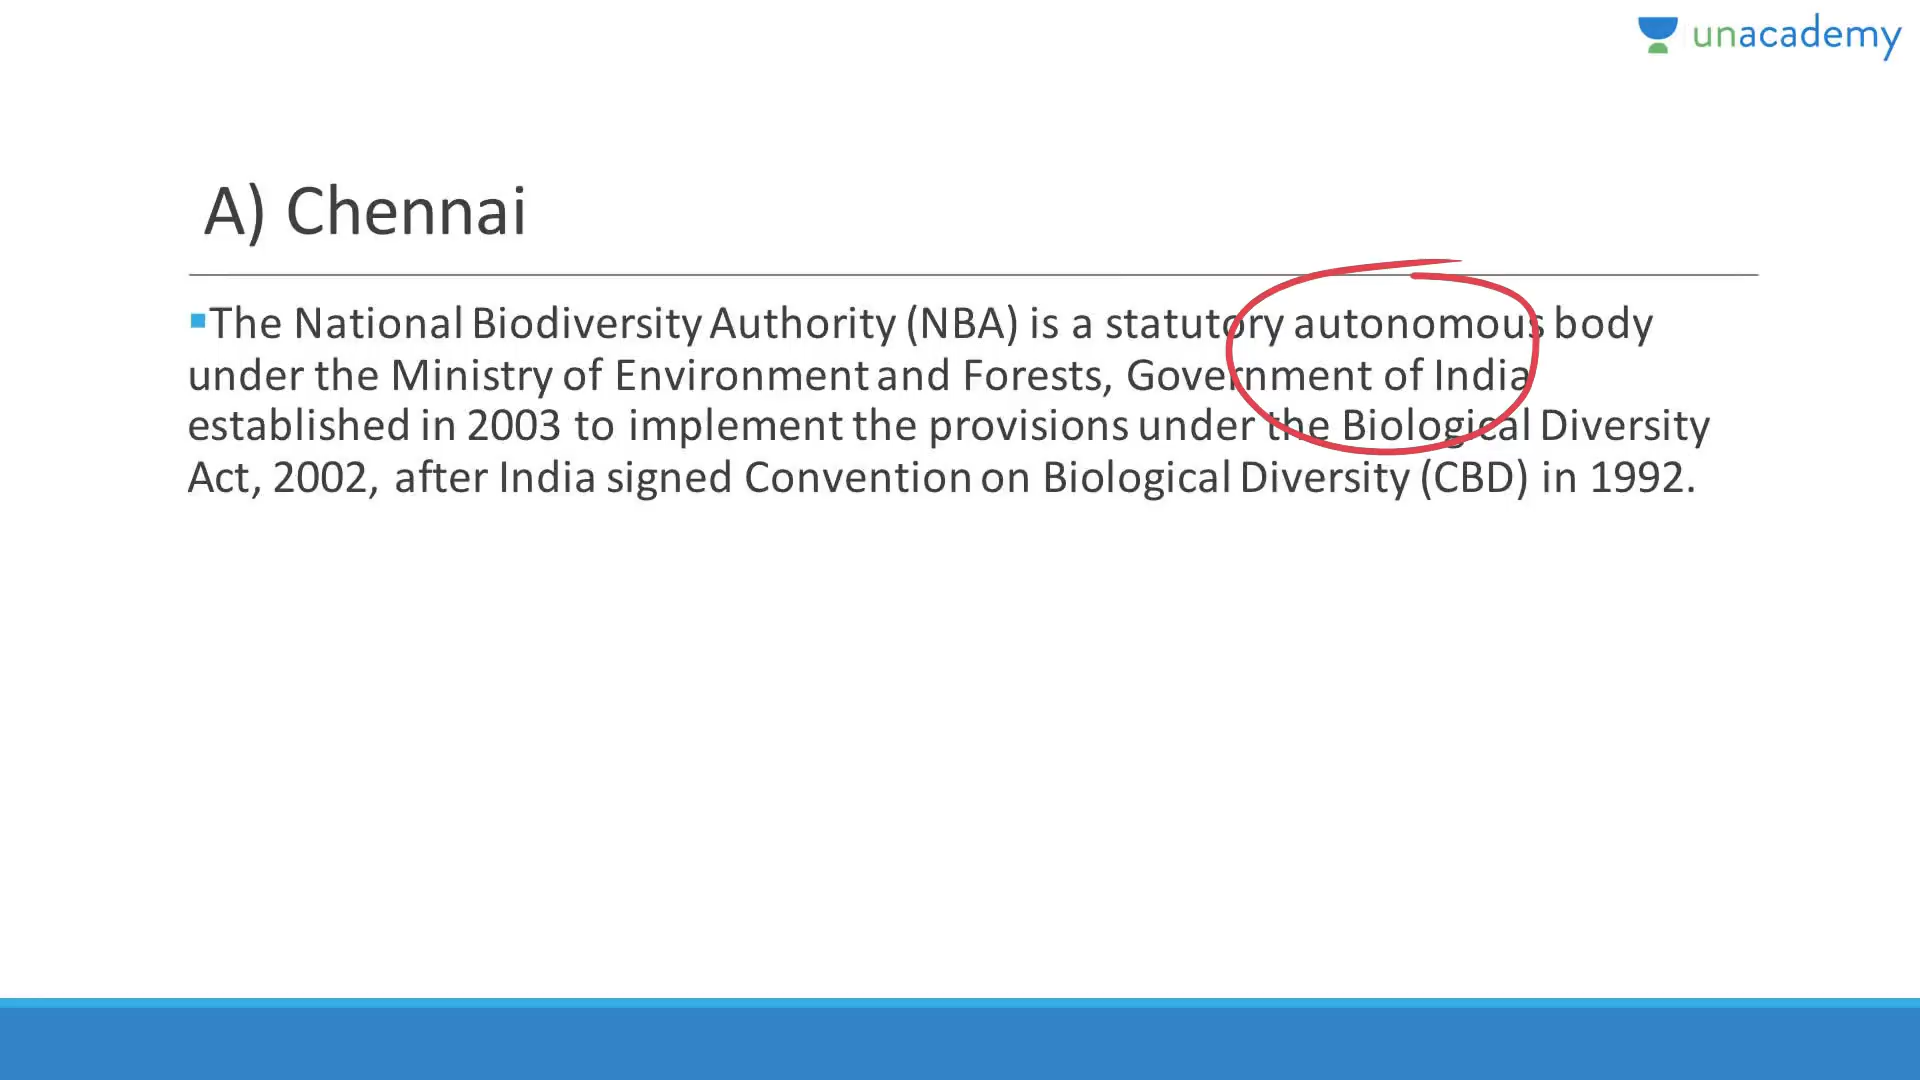 unacademy
A) Chennai
▪The National Biodiversity Authority (NBA) is a statutory autonomous body
under the Ministry of Environment and Forests, Government of India
established in 2003 to implement the provisions under the Biological Diversity
Act, 2002, after India signed Convention on Biological Diversity (CBD) in 1992.